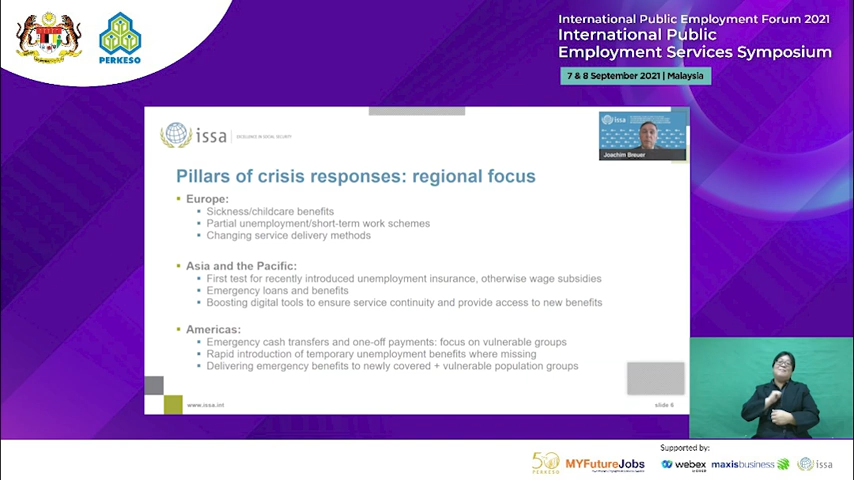 International Public Employment Forum 2021
International Public
Employment Services Symposium
7 & 8 September 2021 | Malaysia
PERKESO
issa
EXCELLENCE IN SOCIAL SECURITY
issa
Joachim Breuer
Pillars of crisis responses: regional focus
Europe:
Sickness/childcare benefits
Partial unemployment/short-term work schemes
Changing service delivery methods
Asia and the Pacific:
First test for recently introduced unemployment insurance, otherwise wage subsidies
Emergency loans and benefits
Boosting digital tools to ensure service continuity and provide access to new benefits
Americas:
Emergency cash transfers and one-off payments: focus on vulnerable groups
Rapid introduction of temporary unemployment benefits where missing
Delivering emergency benefits to newly covered + vulnerable population groups
www.issa.int
slide 6
Supported by:
50
PERKESO
MYFutureJobs
webex
by CISCO
maxisbusiness
issa